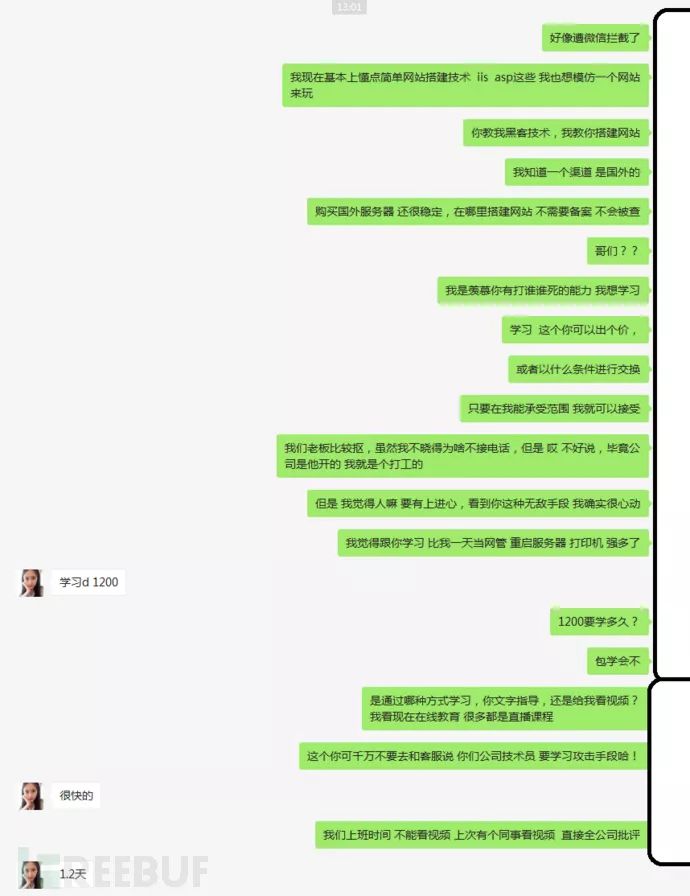 13:01
好像遭微信拦截了
我现在基本上懂点简单网站搭建技术 iis asp这些 我也想模仿一个网站
来玩
你教我黑客技术，我教你搭建网站
我知道一个渠道 是国外的
购买国外服务器 还很稳定，在哪里搭建网站 不需要备案 不会被查
哥们？？
我是羡慕你有打谁谁死的能力 我想学习
学习 这个你可以出个价，
或者以什么条件进行交换
只要在我能承受范围 我就可以接受
我们老板比较抠，虽然我不晓得为啥不接电话，但是 哎 不好说，毕竟公
司是他开的 我就是个打工的
但是 我觉得人嘛 要有上进心，看到你这种无敌手段 我确实很心动
我觉得跟你学习 比我一天当网管 重启服务器 打印机 强多了
学习d 1200
1200要学多久？
包学会不
是通过哪种方式学习，你文字指导，还是给我看视频？
我看现在在线教育 很多都是直播课程
这个你可千万不要去和客服说 你们公司技术员 要学习攻击手段哈！
很快的
我们上班时间 不能看视频 上次有个同事看视频 直接全公司批评
1.2天
FREEBUF